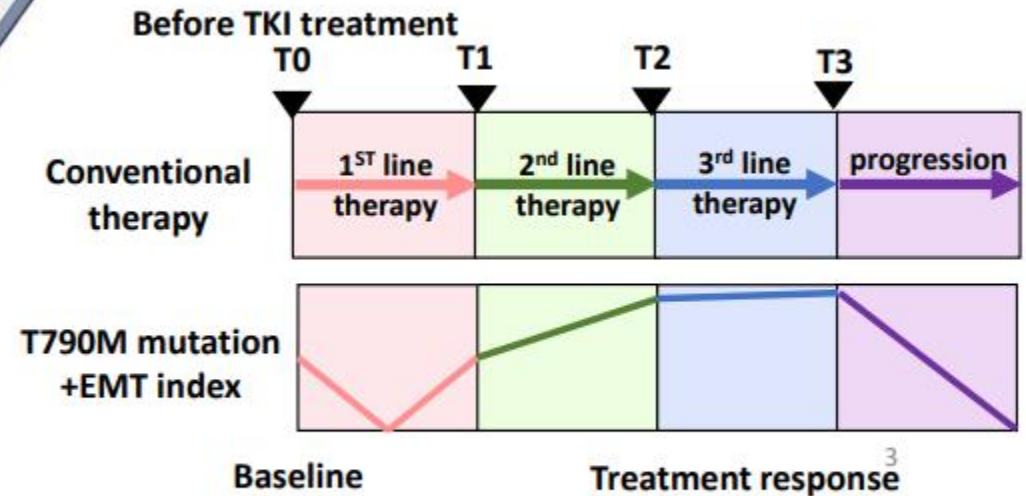 Before TKI treatment
T0 T1 T2 T3
Conventional
therapy
1ST line
therapy
2nd line
therapy
3rd line
therapy
progression
T790M mutation
+EMT index
Baseline Treatment response
3